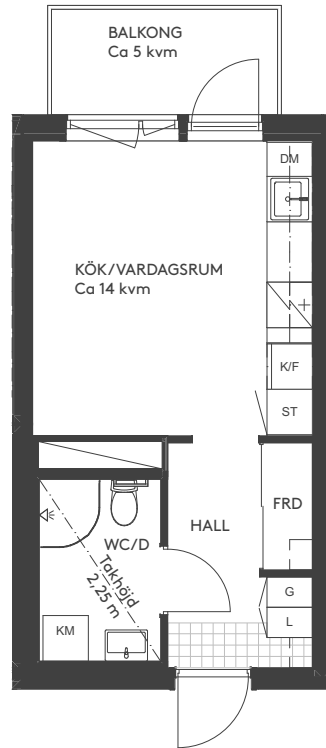 BALKONG
Ca 5 kvm
DM
KÖK/VARDAGSRUM
Ca 14 kvm
K/F
ST
FRD
HALL
WC/D
Takhöjd
2,25 m
G
L
KM